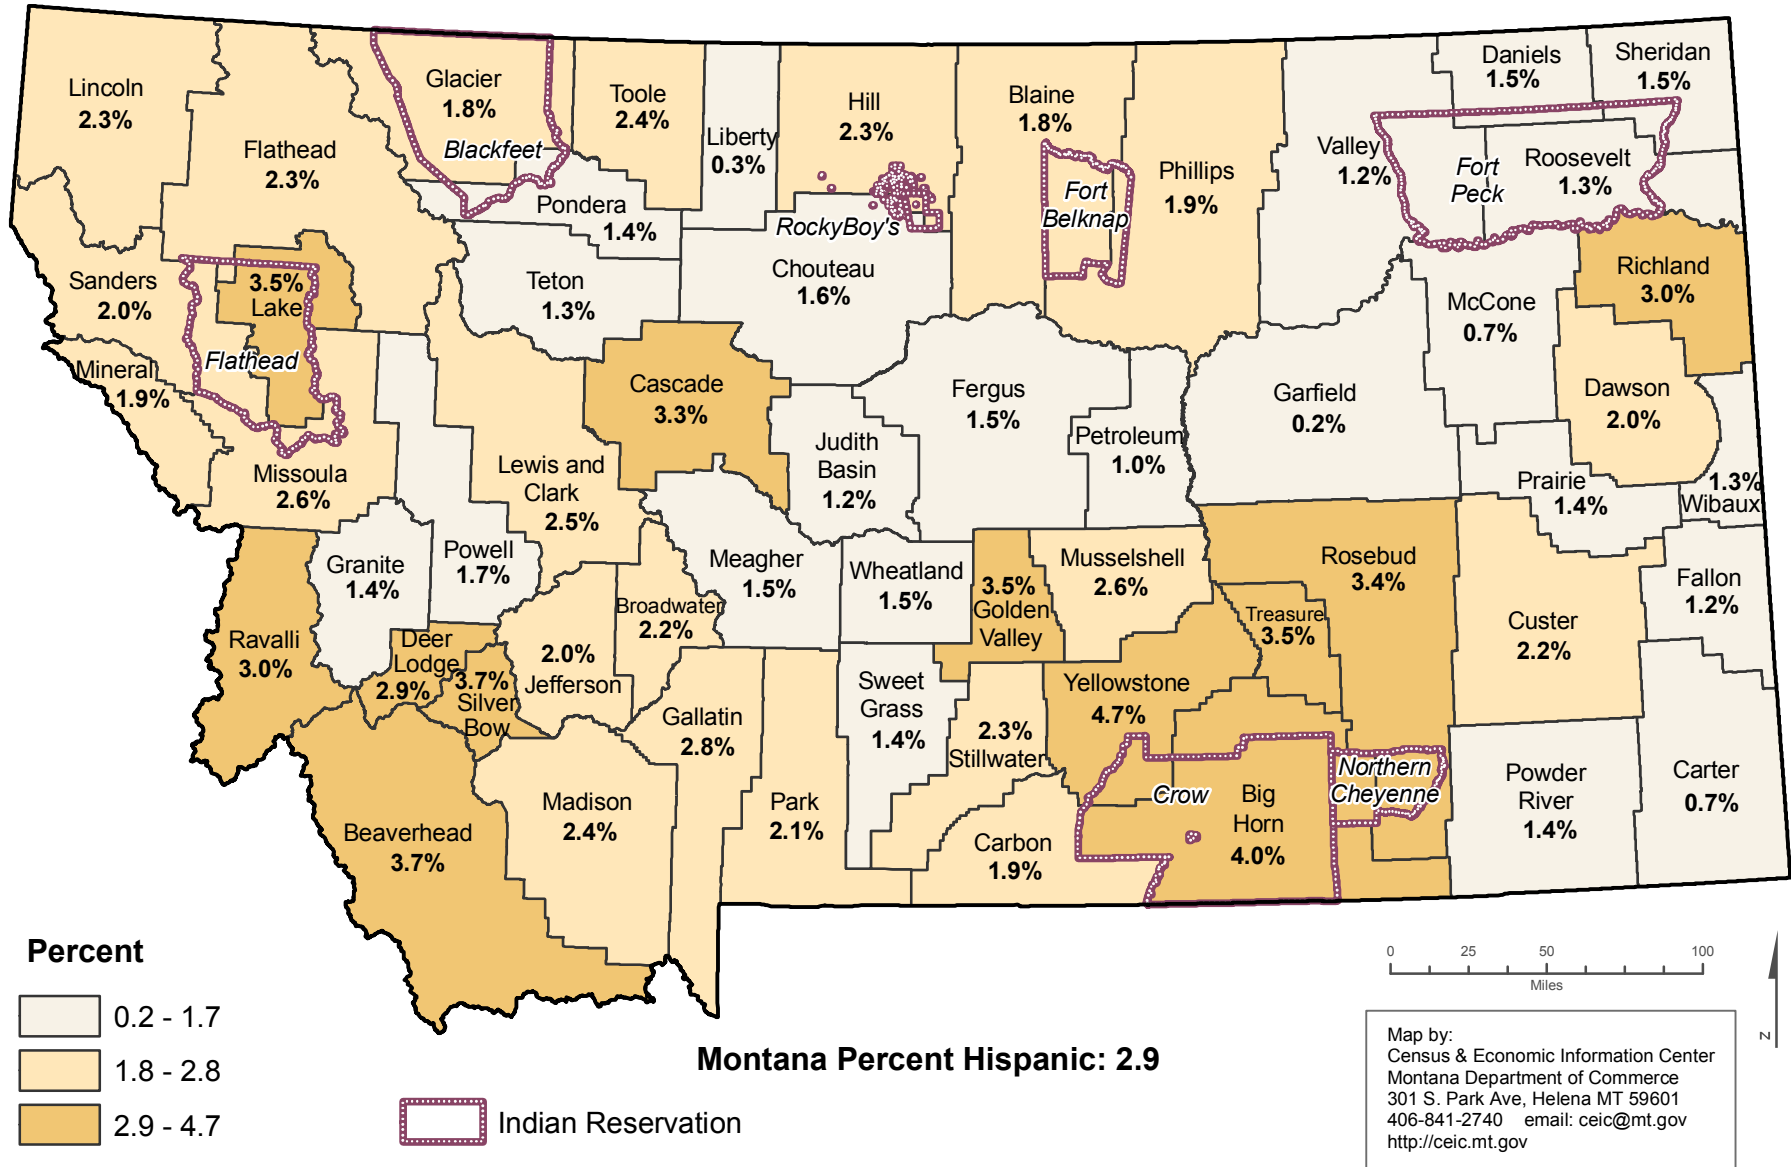 Lincoln
2.3%
Flathead
2.3%
Glacier
1.8%
Blackfeet
Toole
2.4%
Liberty
0.3%
Hill
2.3%
Blaine
1.8%
Phillips
1.9%
Valley
1.2%
Daniels
1.5%
Sheridan
1.5%
Fort
Peck
Roosevelt
1.3%
Pondera
1.4%
RockyBoy's
Fort
Belknap
Sanders
2.0%
3.5%
Lake
Flathead
Teton
1.3%
Chouteau
1.6%
McCone
0.7%
Richland
3.0%
Mineral
1.9%
Cascade
3.3%
Fergus
1.5%
Petroleum
1.0%
Garfield
0.2%
Dawson
2.0%
Missoula
2.6%
Lewis and
Clark
2.5%
Judith
Basin
1.2%
Prairie
1.4%
1.3%
Wibaux
Granite
1.4%
Powell
1.7%
Meagher
1.5%
Wheatland
1.5%
3.5%
Golden
Valley
Musselshell
2.6%
Rosebud
3.4%
Treasure
3.5%
Custer
2.2%
Fallon
1.2%
Ravalli
3.0%
Deer
Lodge
2.9%
3.7%
Silver
Bow
2.0%
Jefferson
Broadwater
2.2%
Gallatin
2.8%
Sweet
Grass
1.4%
2.3%
Stillwater
Yellowstone
4.7%
Beaverhead
3.7%
Madison
2.4%
Park
2.1%
Carbon
1.9%
Crow
Big
Horn
4.0%
Northern
Cheyenne
Powder
River
1.4%
Carter
0.7%
Percent
0.2 - 1.7
1.8 - 2.8
2.9 - 4.7
Montana Percent Hispanic: 2.9
Indian Reservation
0 25 50 100
Miles
N
Map by:
Census & Economic Information Center
Montana Department of Commerce
301 S. Park Ave, Helena MT 59601
406-841-2740 email: ceic@mt.gov
http://ceic.mt.gov